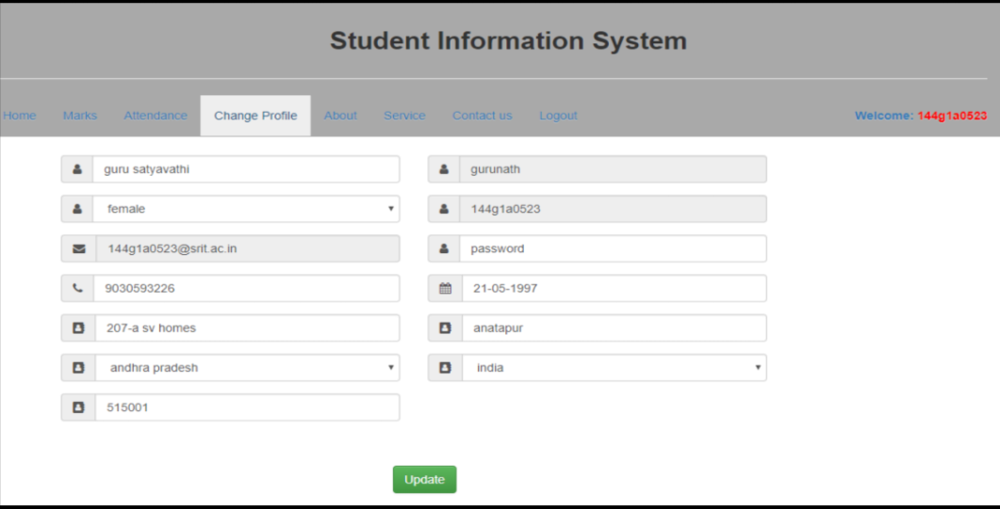 Student Information System
Home Marks Attendance Change Profile About Service Contact us Logout Welcome: 144g1a0523
guru satyavathi gurunath
female 144g1a0523
144g1a0523@srit.ac.in password
9030593226 21-05-1997
207-a sv homes anatapur
andhra pradesh india
515001
Update